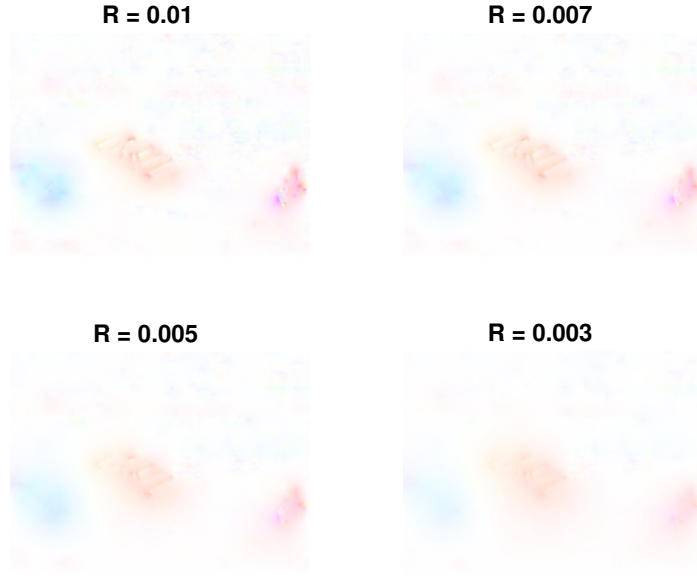 R = 0.01
R = 0.007
R = 0.005
R = 0.003